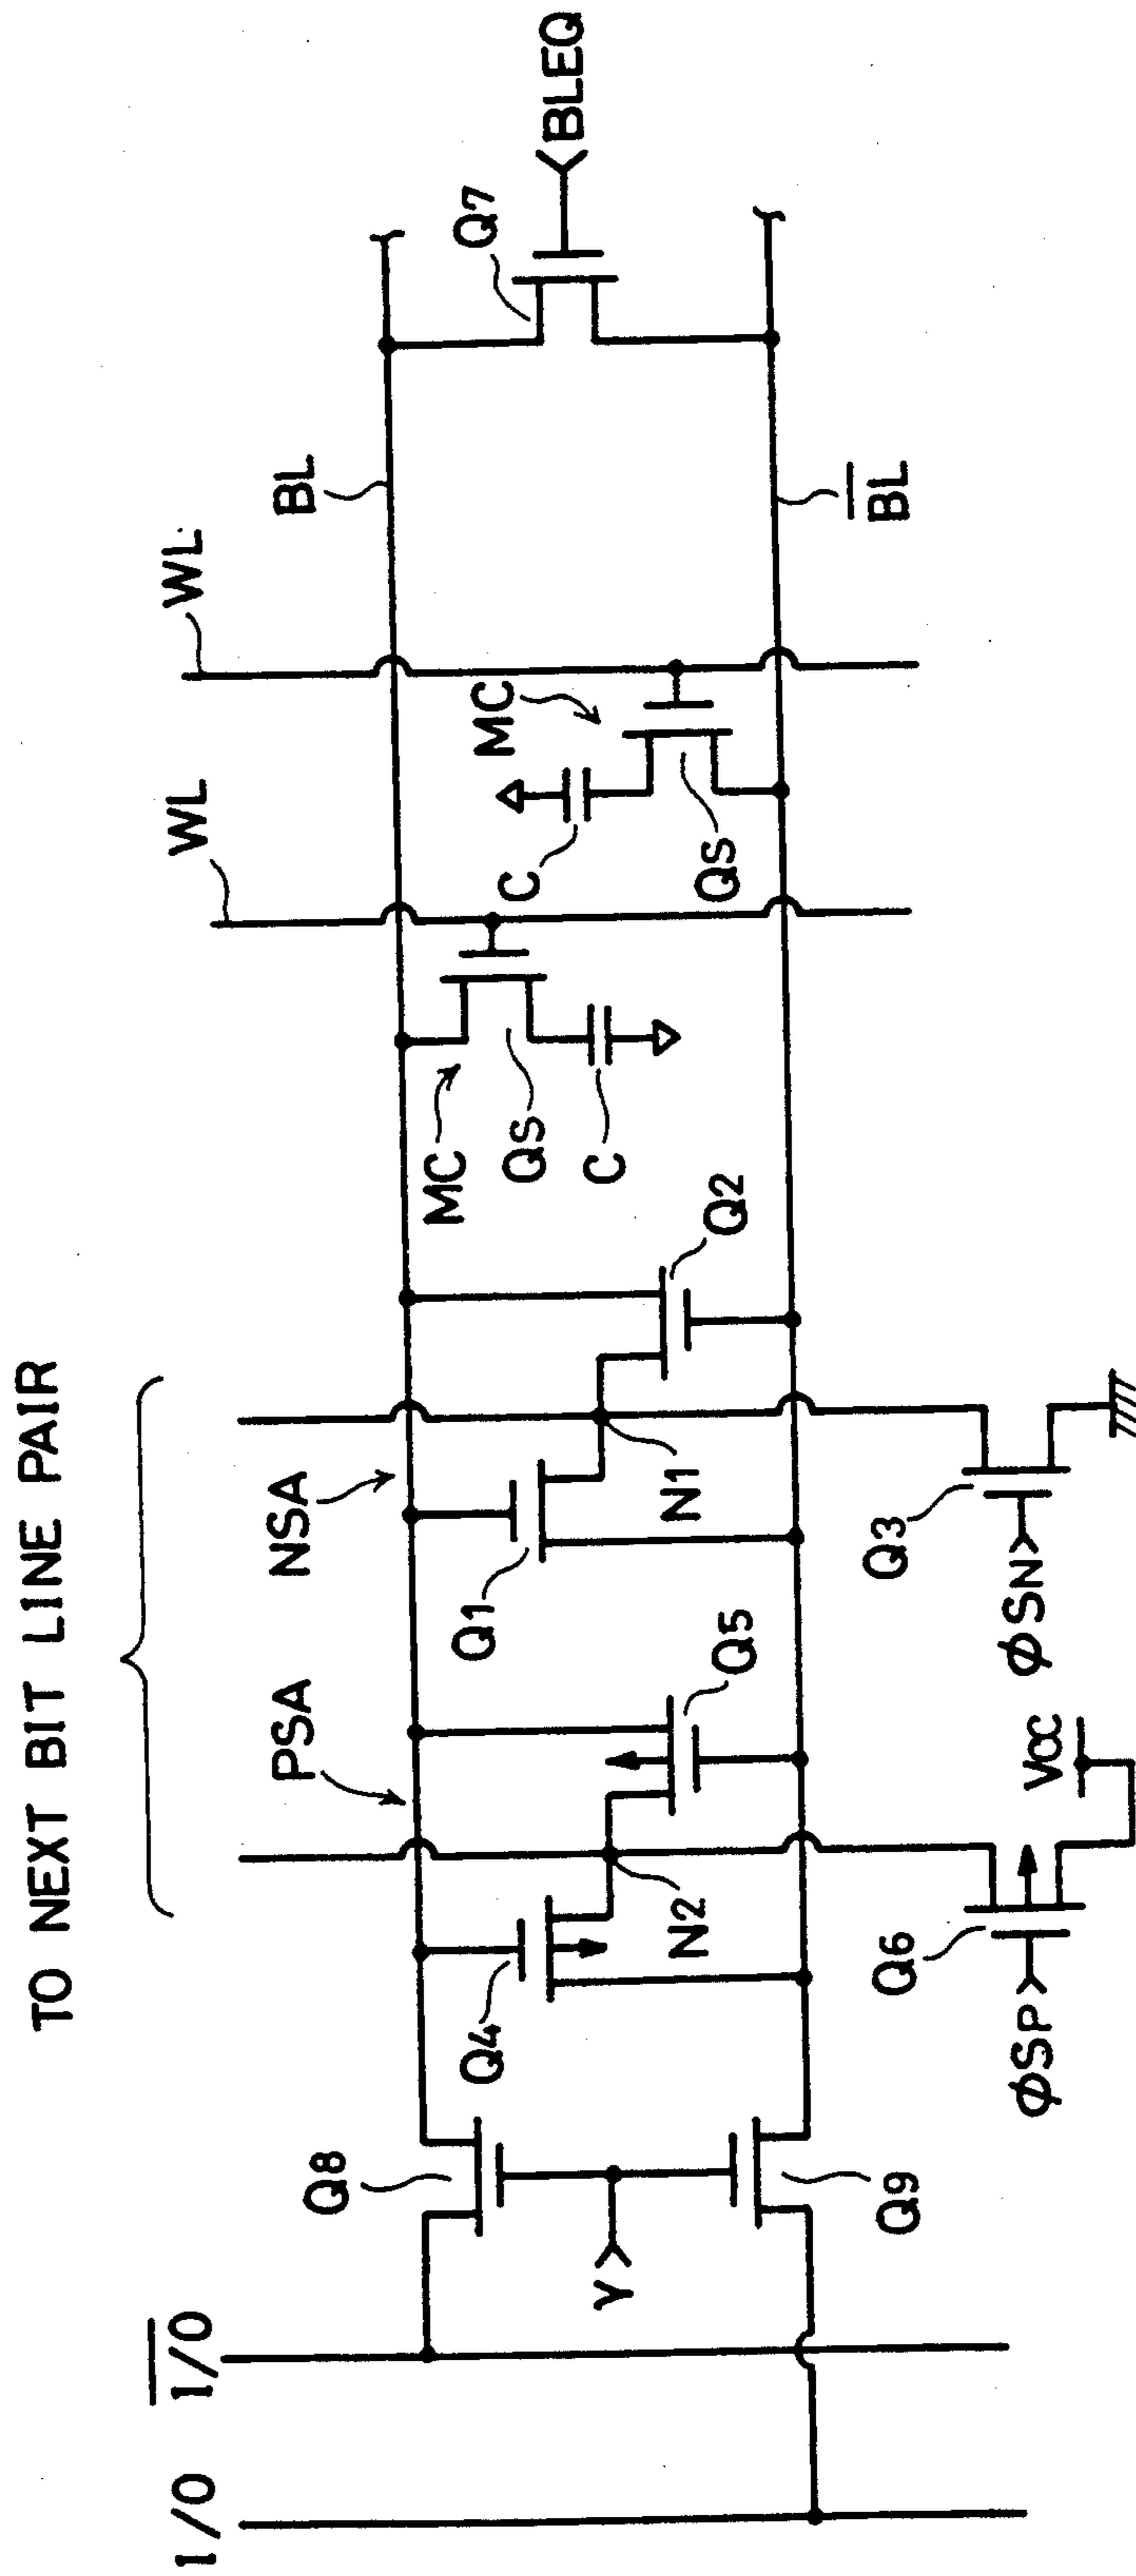 TO NEXT BIT LINE PAIR
I/O
I̅/̅O̅
WL
WL
Q8
PSA
NSA
BL
Q4
Q1
MC
MC
Q7
QS
C
BLEQ
Y
C
N2
N1
Q5
Q2
QS
Q9
Q6
Q3
B̅L̅
ϕSP
VCC
ϕSN